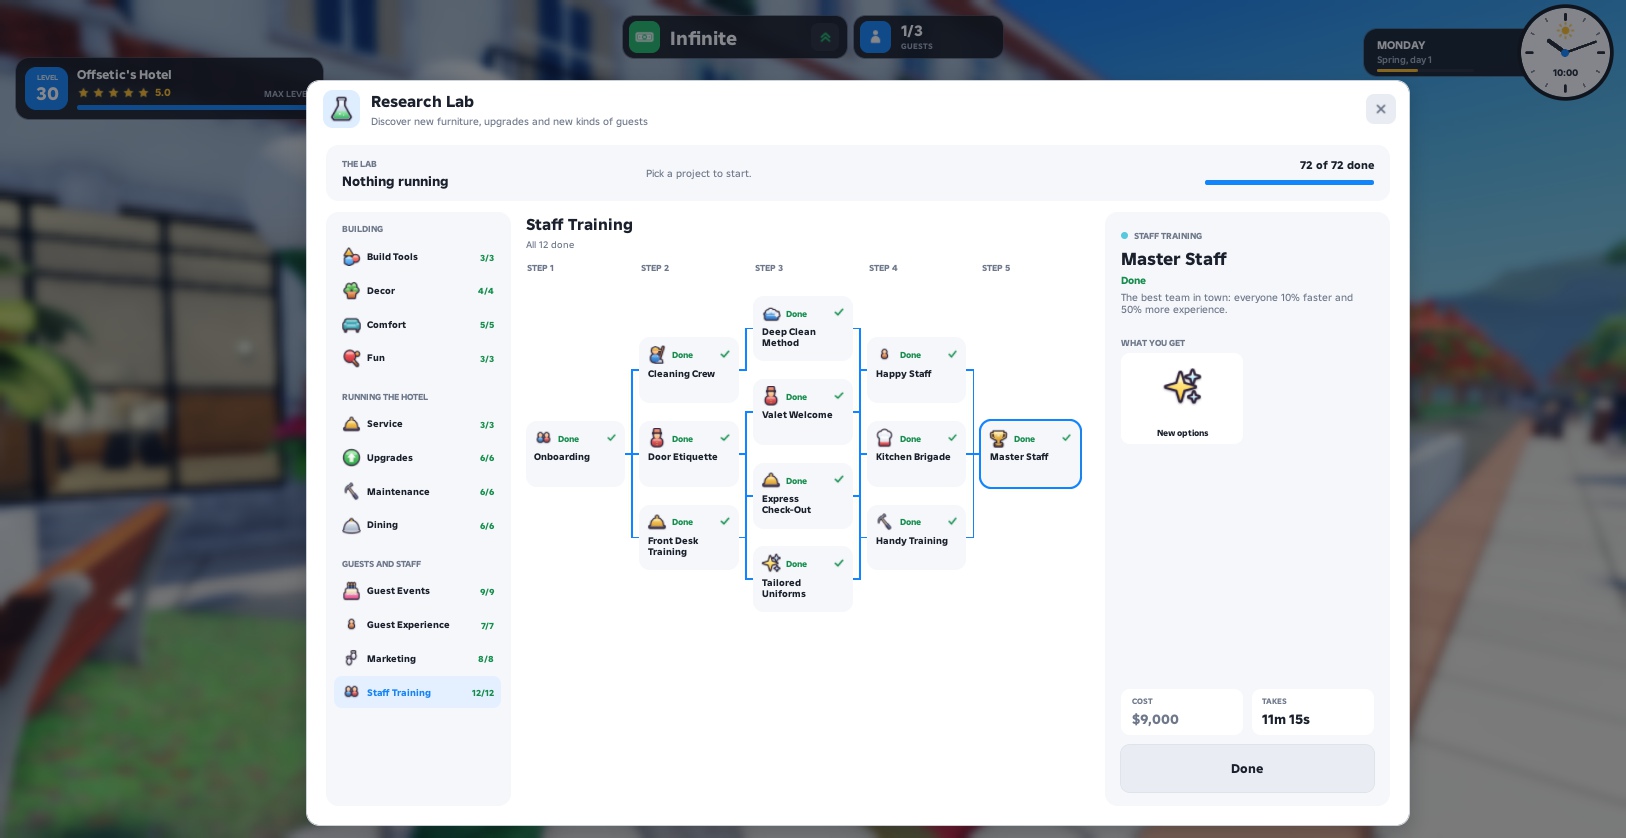 Infinite
1/3
GUESTS
MONDAY
Spring, day 1
10:00
LEVEL
30
Offsetic's Hotel
5.0
MAX LEVE
Research Lab
Discover new furniture, upgrades and new kinds of guests
THE LAB
Nothing running
Pick a project to start.
72 of 72 done
BUILDING
Build Tools 3/3
Decor 4/4
Comfort 5/5
Fun 3/3
RUNNING THE HOTEL
Service 3/3
Upgrades 6/6
Maintenance 6/6
Dining 6/6
GUESTS AND STAFF
Guest Events 9/9
Guest Experience 7/7
Marketing 8/8
Staff Training 12/12
Staff Training
All 12 done
STEP 1
STEP 2
STEP 3
STEP 4
STEP 5
Done
Onboarding
Done
Cleaning Crew
Done
Door Etiquette
Done
Front Desk
Training
Done
Deep Clean
Method
Done
Valet Welcome
Done
Express
Check-Out
Done
Tailored
Uniforms
Done
Happy Staff
Done
Kitchen Brigade
Done
Handy Training
Done
Master Staff
STAFF TRAINING
Master Staff
Done
The best team in town: everyone 10% faster and
50% more experience.
WHAT YOU GET
New options
COST
$9,000
TAKES
11m 15s
Done